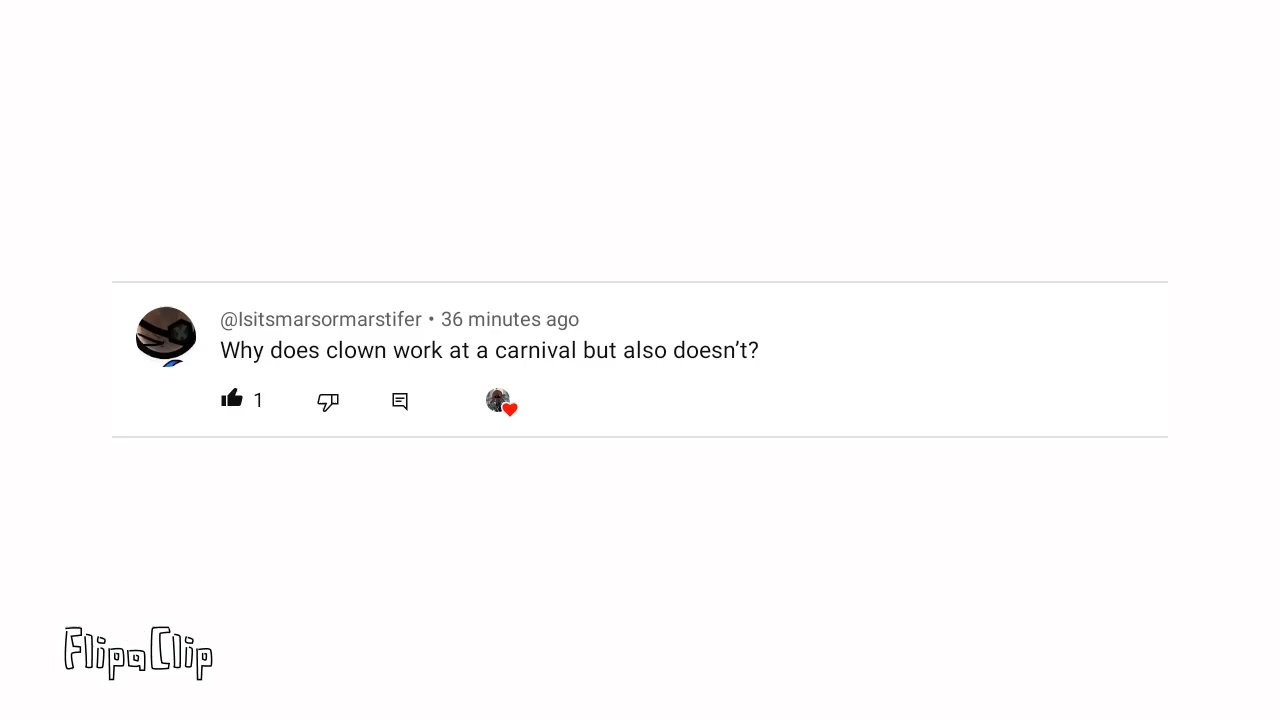 @Isitsmarsormarstifer • 36 minutes ago
Why does clown work at a carnival but also doesn’t?
1
FlipaClip